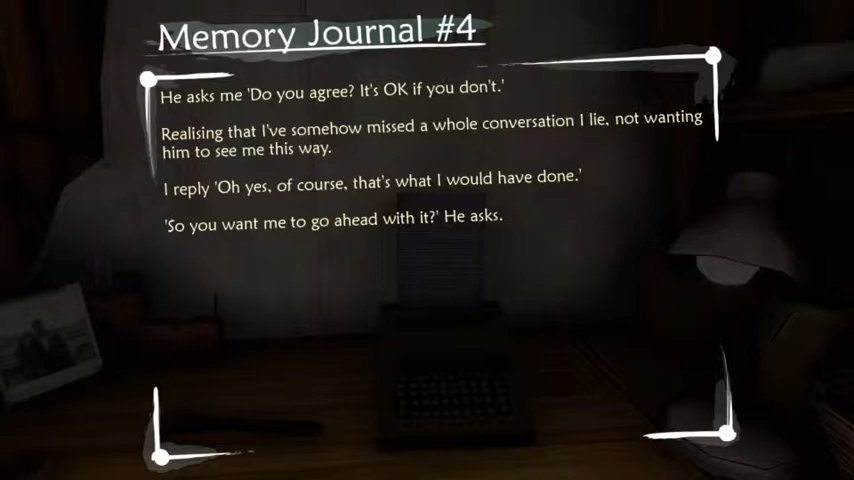 Memory Journal #4
He asks me 'Do you agree? It's OK if you don't.'
Realising that I've somehow missed a whole conversation I lie, not wanting
him to see me this way.
I reply 'Oh yes, of course, that's what I would have done.'
'So you want me to go ahead with it?' He asks.